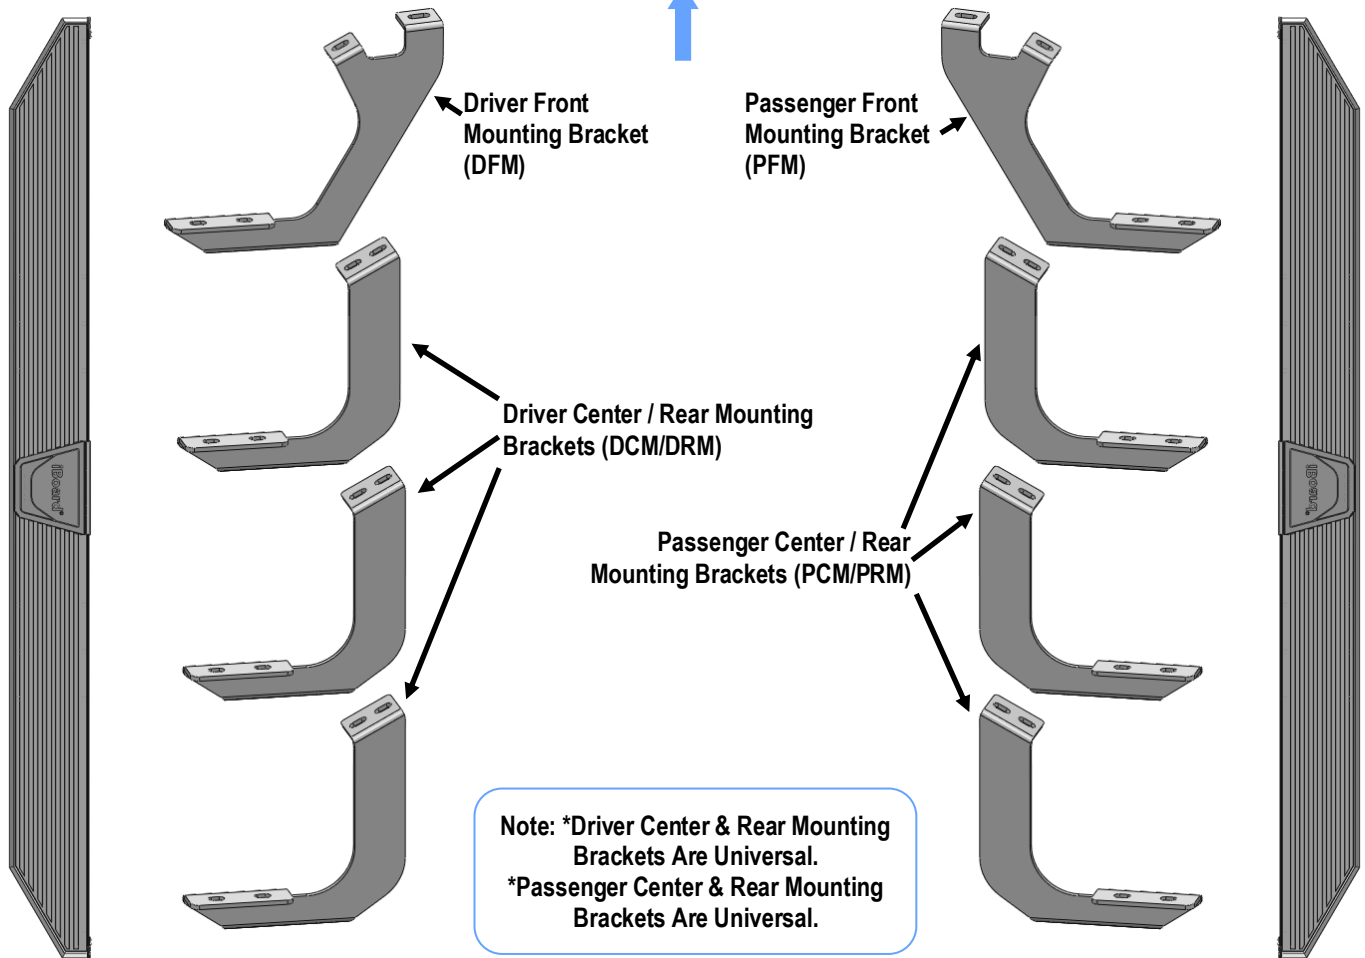 Driver Front
Mounting Bracket
(DFM)
Passenger Front
Mounting Bracket
(PFM)
Driver Center / Rear Mounting
Brackets (DCM/DRM)
iBoard
iBoard
Passenger Center / Rear
Mounting Brackets (PCM/PRM)
Note: *Driver Center & Rear Mounting
Brackets Are Universal.
*Passenger Center & Rear Mounting
Brackets Are Universal.